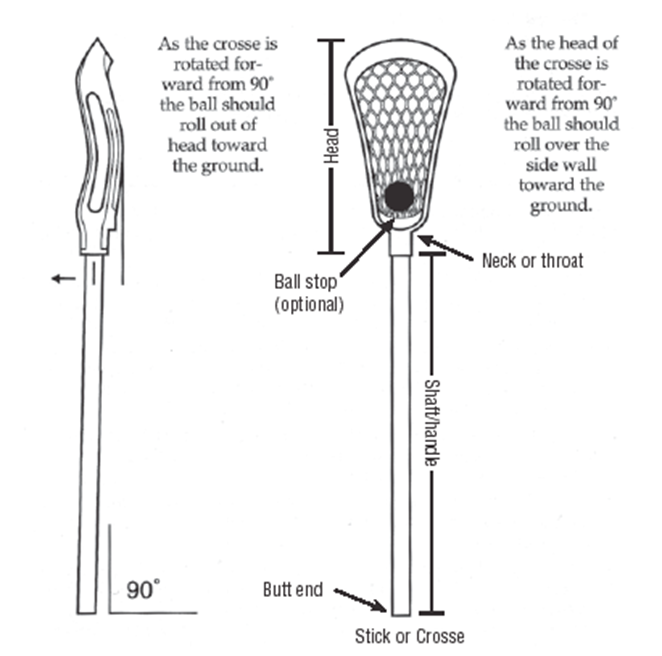 As the crosse is
rotated for-
ward from 90°
the ball should
roll out of
head toward
the ground.
Head
As the head of
the crosse is
rotated for-
ward from 90°
the ball should
roll over the
side wall
toward the
ground.
Neck or throat
Ball stop
(optional)
Shaft/handle
90°
Butt end
Stick or Crosse